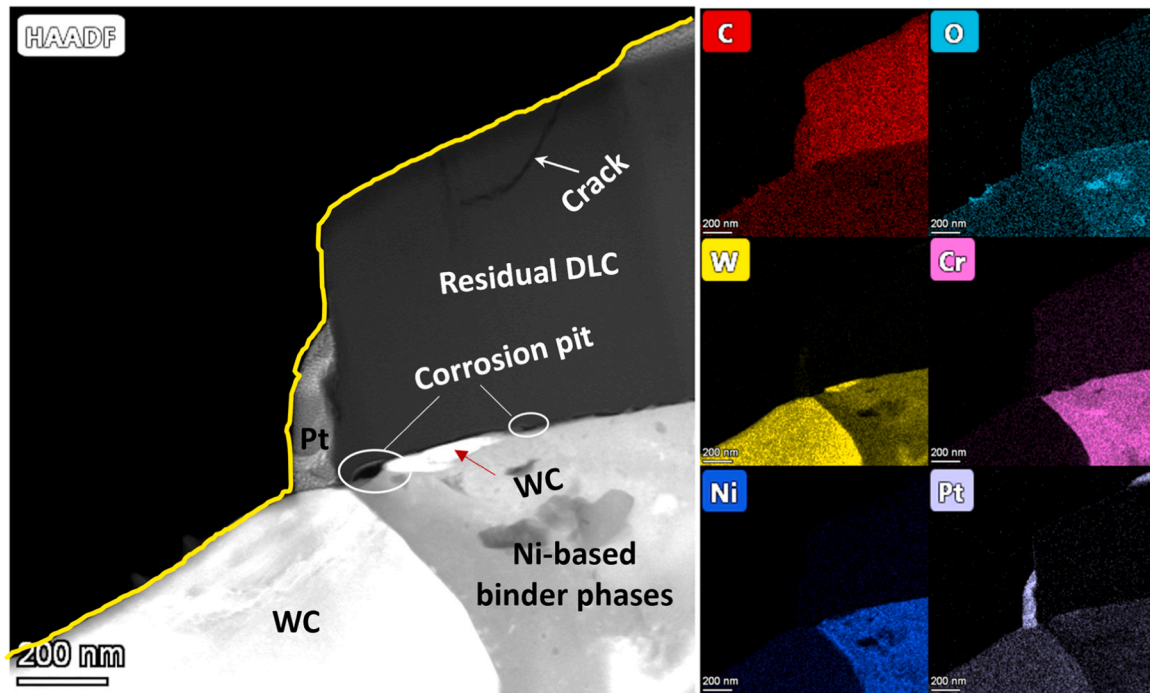 HAADF
Crack
Residual DLC
Corrosion pit
Pt
WC
Ni-based
binder phases
WC
200 nm
C
O
200 nm
200 nm
W
Cr
200 nm
200 nm
Ni
Pt
200 nm
200 nm